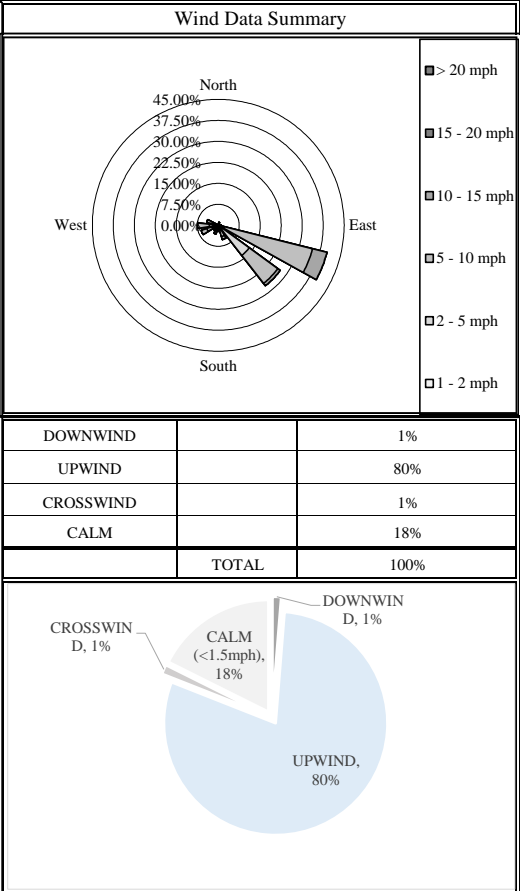 Wind Data Summary
North
45.00%
37.50%
30.00%
22.50%
15.00%
7.50%
0.00%
West
East
South
> 20 mph
15 - 20 mph
10 - 15 mph
5 - 10 mph
2 - 5 mph
1 - 2 mph
DOWNWIND 1%
UPWIND 80%
CROSSWIND 1%
CALM 18%
TOTAL 100%
DOWNWIN
D, 1%
CROSSWIN
D, 1%
CALM
(<1.5mph),
18%
UPWIND,
80%